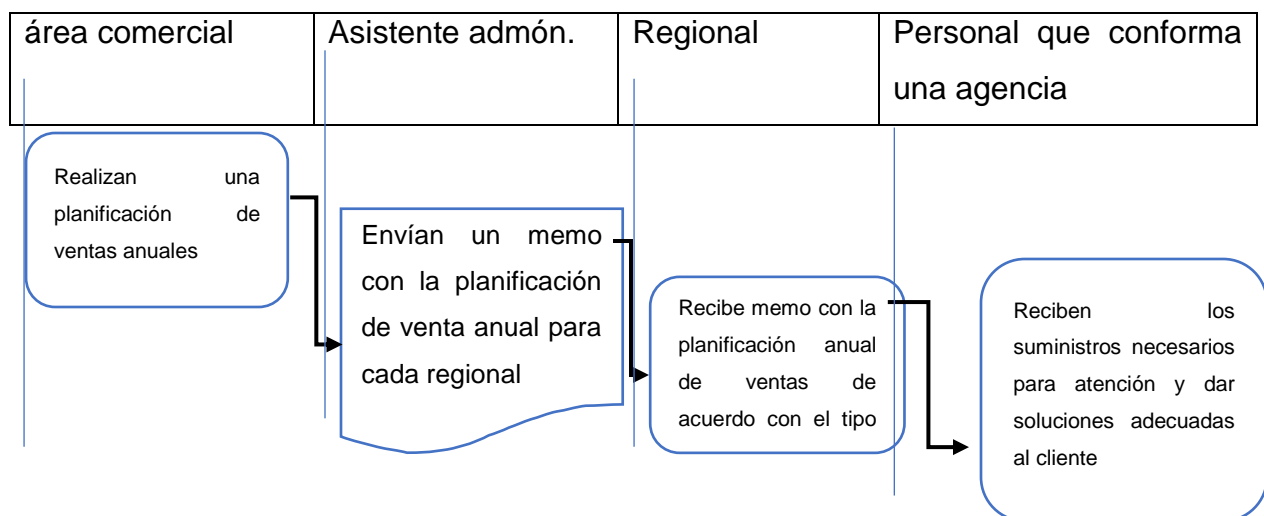 área comercial
Asistente admón.
Regional
Personal que conforma
una agencia
Realizan una
planificación de
ventas anuales
Envían un memo
con la planificación
de venta anual para
cada regional
Recibe memo con la
planificación anual
de ventas de
acuerdo con el tipo
Reciben los
suministros necesarios
para atención y dar
soluciones adecuadas
al cliente